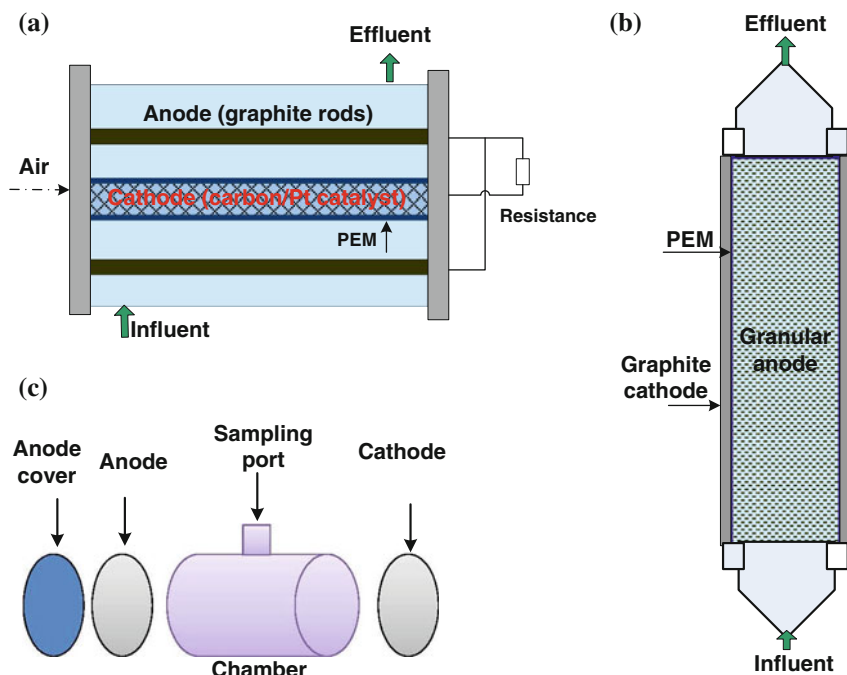 (a)
Effluent
Anode (graphite rods)
Air
Cathode (carbon/Pt catalyst)
PEM
Resistance
Influent
(b)
Effluent
PEM
Granular
anode
Graphite
cathode
Influent
(c)
Anode
cover
Anode
Sampling
port
Cathode
Chamber